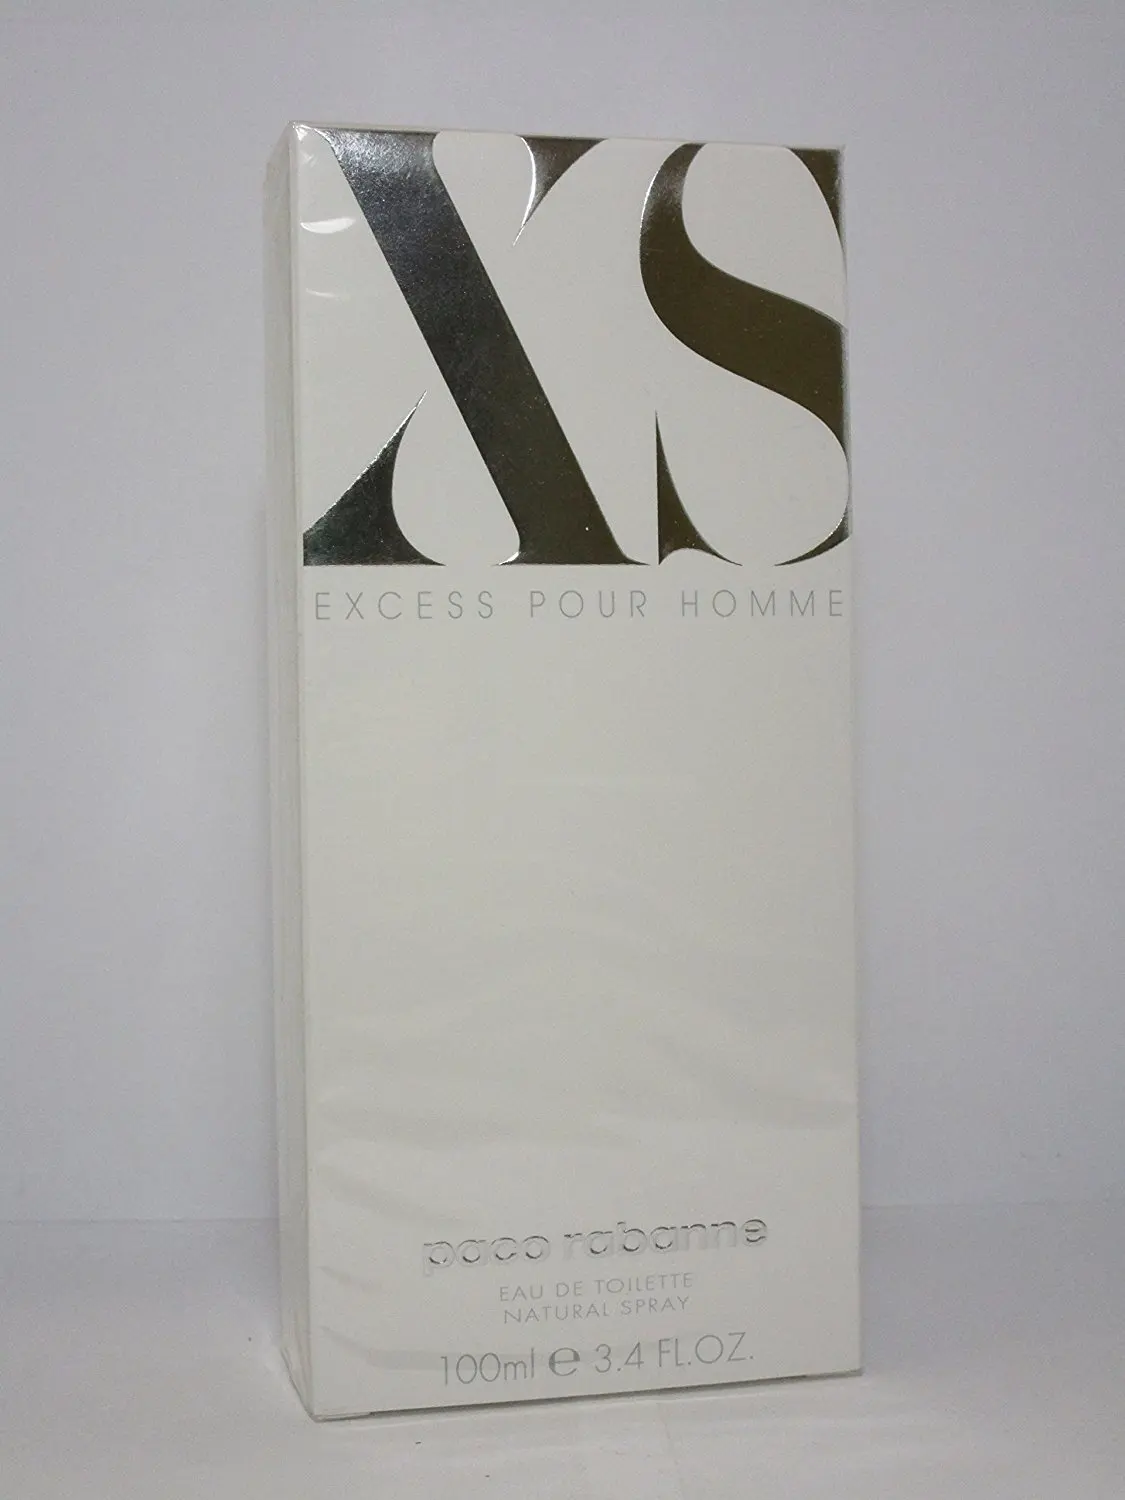 XS
EXCESS POUR HOMME
paco rabanne
EAU DE TOILETTE
NATURAL SPRAY
100ml ℮ 3.4 FL.OZ.